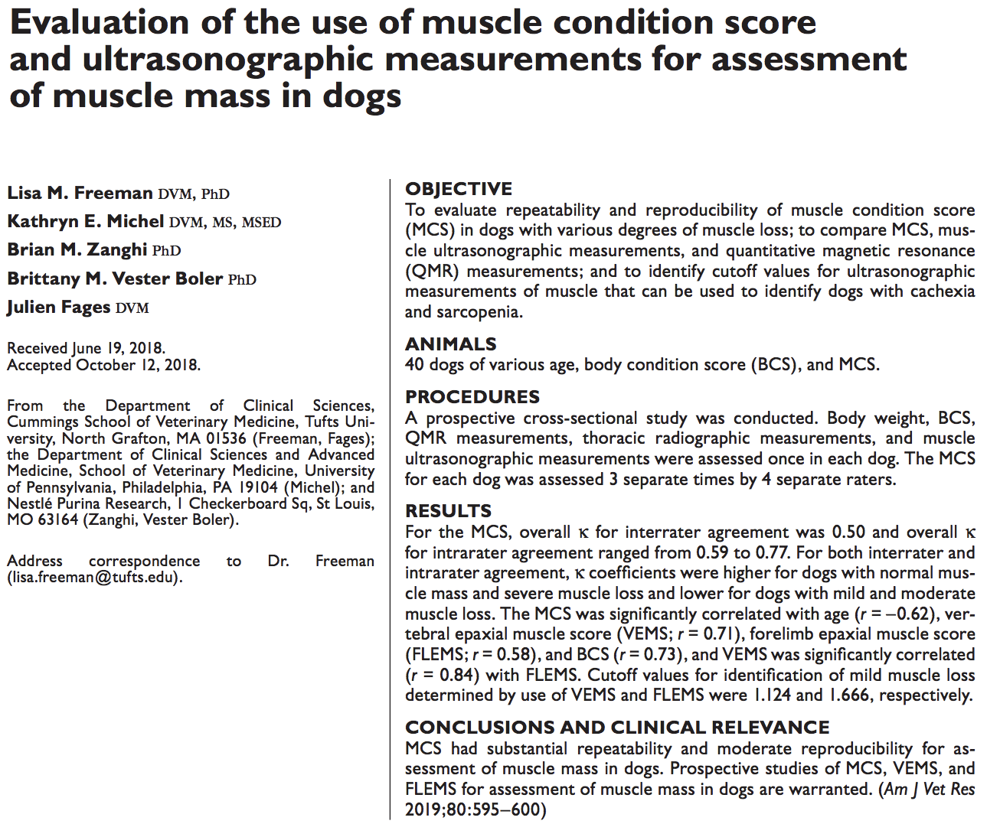 Evaluation of the use of muscle condition score
and ultrasonographic measurements for assessment
of muscle mass in dogs
Lisa M. Freeman DVM, PhD
Kathryn E. Michel DVM, MS, MSED
Brian M. Zanghi PhD
Brittany M. Vester Boler PhD
Julien Fages DVM
Received June 19, 2018.
Accepted October 12, 2018.
From the Department of Clinical Sciences,
Cummings School of Veterinary Medicine, Tufts Uni-
versity, North Grafton, MA 01536 (Freeman, Fages);
the Department of Clinical Sciences and Advanced
Medicine, School of Veterinary Medicine, University
of Pennsylvania, Philadelphia, PA 19104 (Michel); and
Nestlé Purina Research, 1 Checkerboard Sq, St Louis,
MO 63164 (Zanghi, Vester Boler).
Address correspondence to Dr. Freeman
(lisa.freeman@tufts.edu).
OBJECTIVE
To evaluate repeatability and reproducibility of muscle condition score
(MCS) in dogs with various degrees of muscle loss; to compare MCS, mus-
cle ultrasonographic measurements, and quantitative magnetic resonance
(QMR) measurements; and to identify cutoff values for ultrasonographic
measurements of muscle that can be used to identify dogs with cachexia
and sarcopenia.
ANIMALS
40 dogs of various age, body condition score (BCS), and MCS.
PROCEDURES
A prospective cross-sectional study was conducted. Body weight, BCS,
QMR measurements, thoracic radiographic measurements, and muscle
ultrasonographic measurements were assessed once in each dog. The MCS
for each dog was assessed 3 separate times by 4 separate raters.
RESULTS
For the MCS, overall κ for interrater agreement was 0.50 and overall κ
for intrarater agreement ranged from 0.59 to 0.77. For both interrater and
intrarater agreement, κ coefficients were higher for dogs with normal mus-
cle mass and severe muscle loss and lower for dogs with mild and moderate
muscle loss. The MCS was significantly correlated with age (r = –0.62), ver-
tebral epaxial muscle score (VEMS; r = 0.71), forelimb epaxial muscle score
(FLEMS; r = 0.58), and BCS (r = 0.73), and VEMS was significantly correlated
(r = 0.84) with FLEMS. Cutoff values for identification of mild muscle loss
determined by use of VEMS and FLEMS were 1.124 and 1.666, respectively.
CONCLUSIONS AND CLINICAL RELEVANCE
MCS had substantial repeatability and moderate reproducibility for as-
sessment of muscle mass in dogs. Prospective studies of MCS, VEMS, and
FLEMS for assessment of muscle mass in dogs are warranted. (Am J Vet Res
2019;80:595–600)